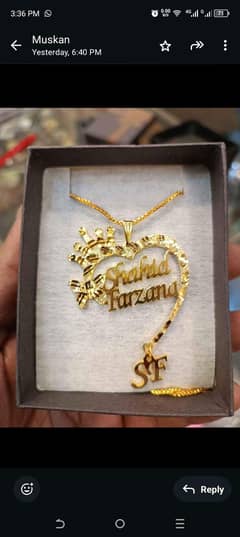 3:36 PM
Muskan
Yesterday, 6:40 PM
Shahid
Farzana
SF
Reply